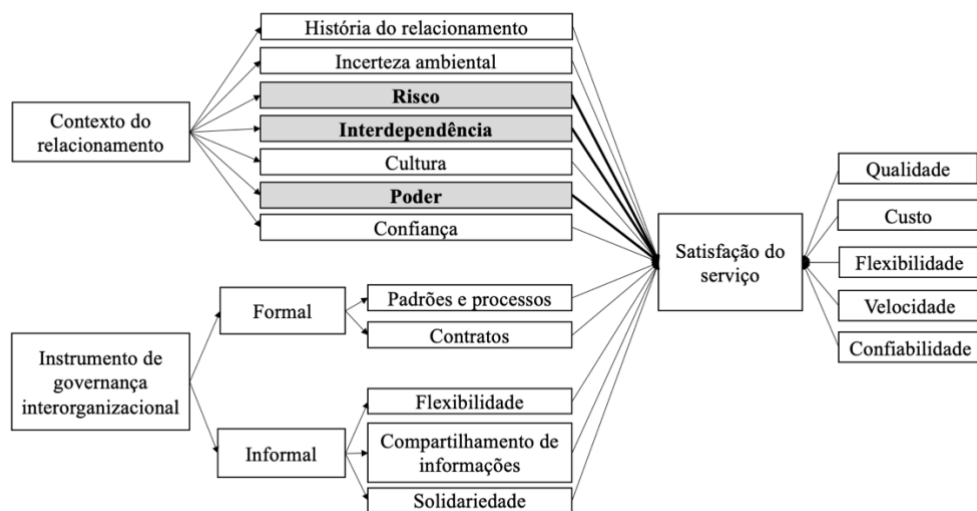 História do relacionamento
Incerteza ambiental
Risco
Interdependência
Cultura
Poder
Confiança
Contexto do
relacionamento
Padrões e processos
Contratos
Formal
Instrumento de
governança
interorganizacional
Flexibilidade
Compartilhamento de
informações
Solidariedade
Informal
Satisfação do
serviço
Qualidade
Custo
Flexibilidade
Velocidade
Confiabilidade